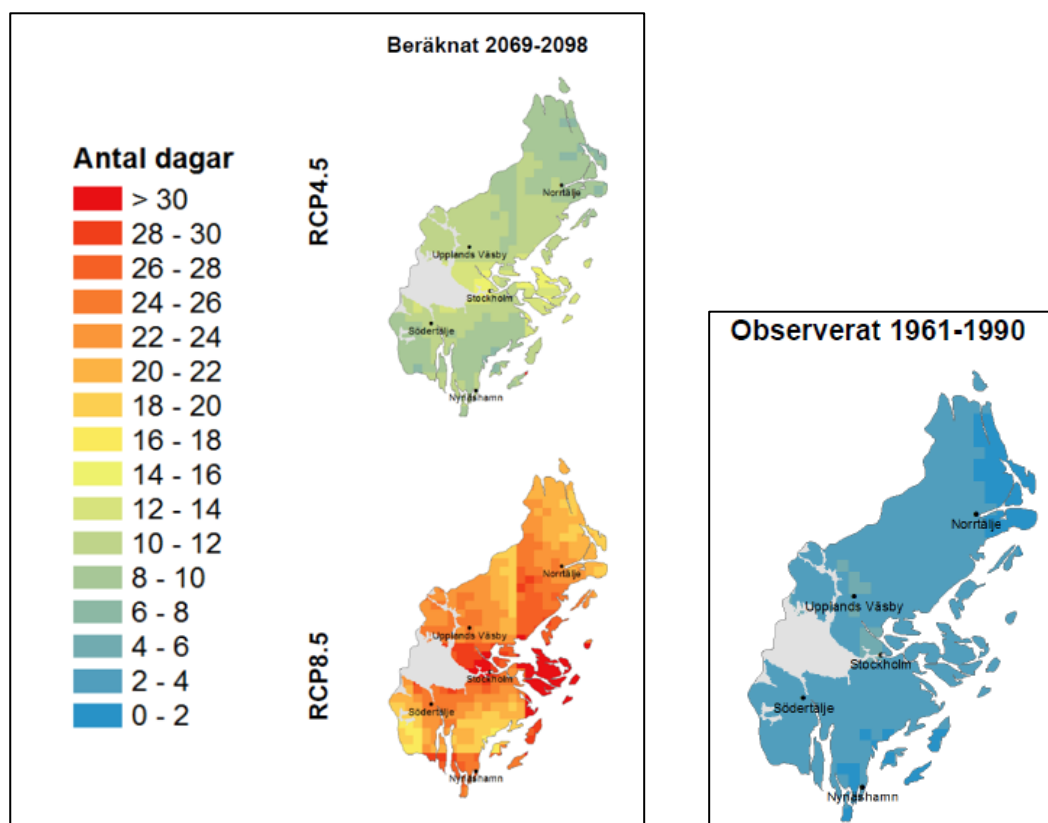 Beräknat 2069-2098
Antal dagar
> 30
28 - 30
26 - 28
24 - 26
22 - 24
20 - 22
18 - 20
16 - 18
14 - 16
12 - 14
10 - 12
8 - 10
6 - 8
4 - 6
2 - 4
0 - 2
RCP4.5
Norrtälje
Upplands Väsby
Stockholm
Södertälje
Nynäshamn
RCP8.5
Norrtälje
Upplands Väsby
Stockholm
Södertälje
Nynäshamn
Observerat 1961-1990
Norrtälje
Upplands Väsby
Stockholm
Södertälje
Nynäshamn